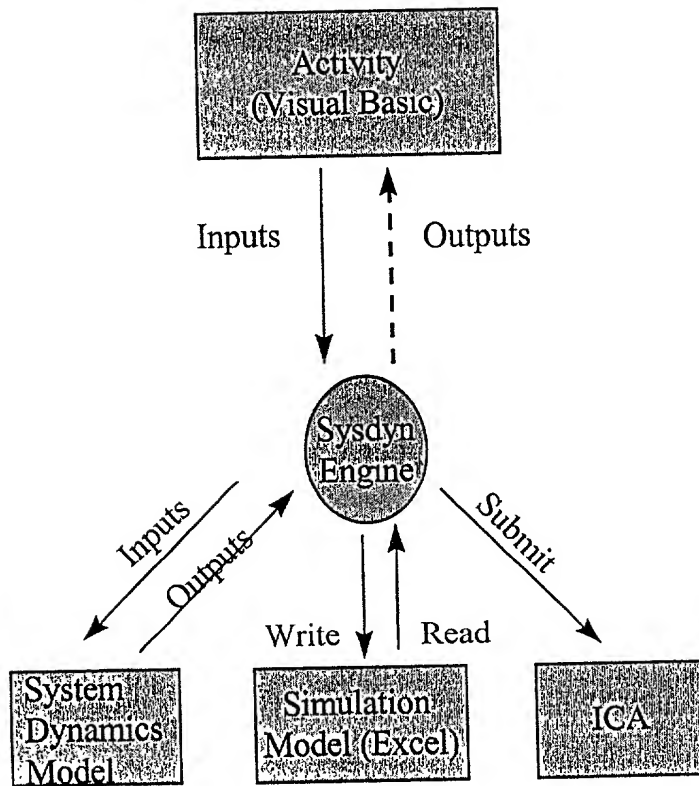 Activity
(Visual Basic)
Inputs
Outputs
Sysdyn
Engine
Inputs
Outputs
Submit
Write
Read
System
Dynamics
Model
Simulation
Model (Excel)
ICA